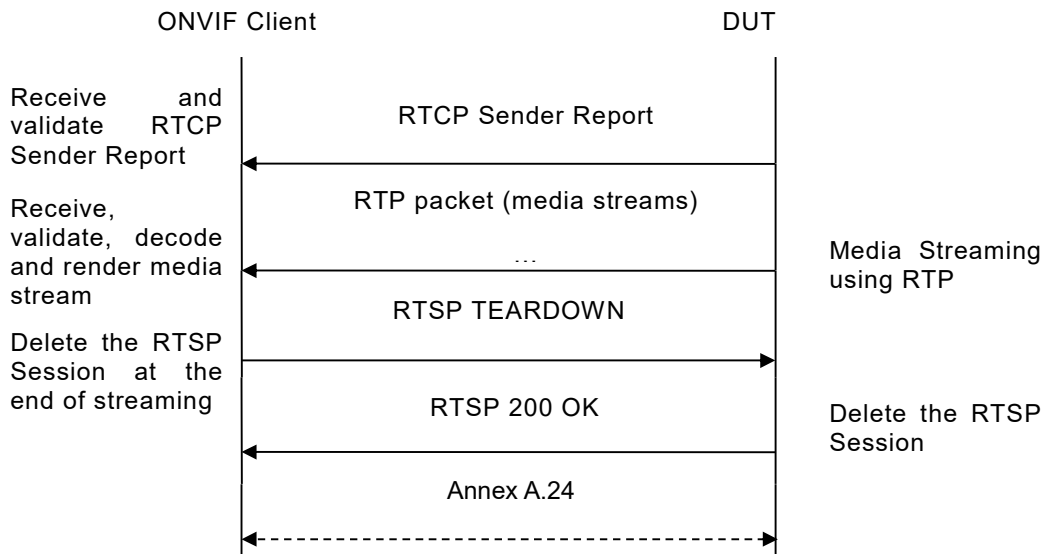 ONVIF Client
DUT
Receive and
validate RTCP
Sender Report
RTCP Sender Report
RTP packet (media streams)
Receive,
validate, decode
and render media
stream
...
Media Streaming
using RTP
RTSP TEARDOWN
Delete the RTSP
Session at the
end of streaming
RTSP 200 OK
Delete the RTSP
Session
Annex A.24